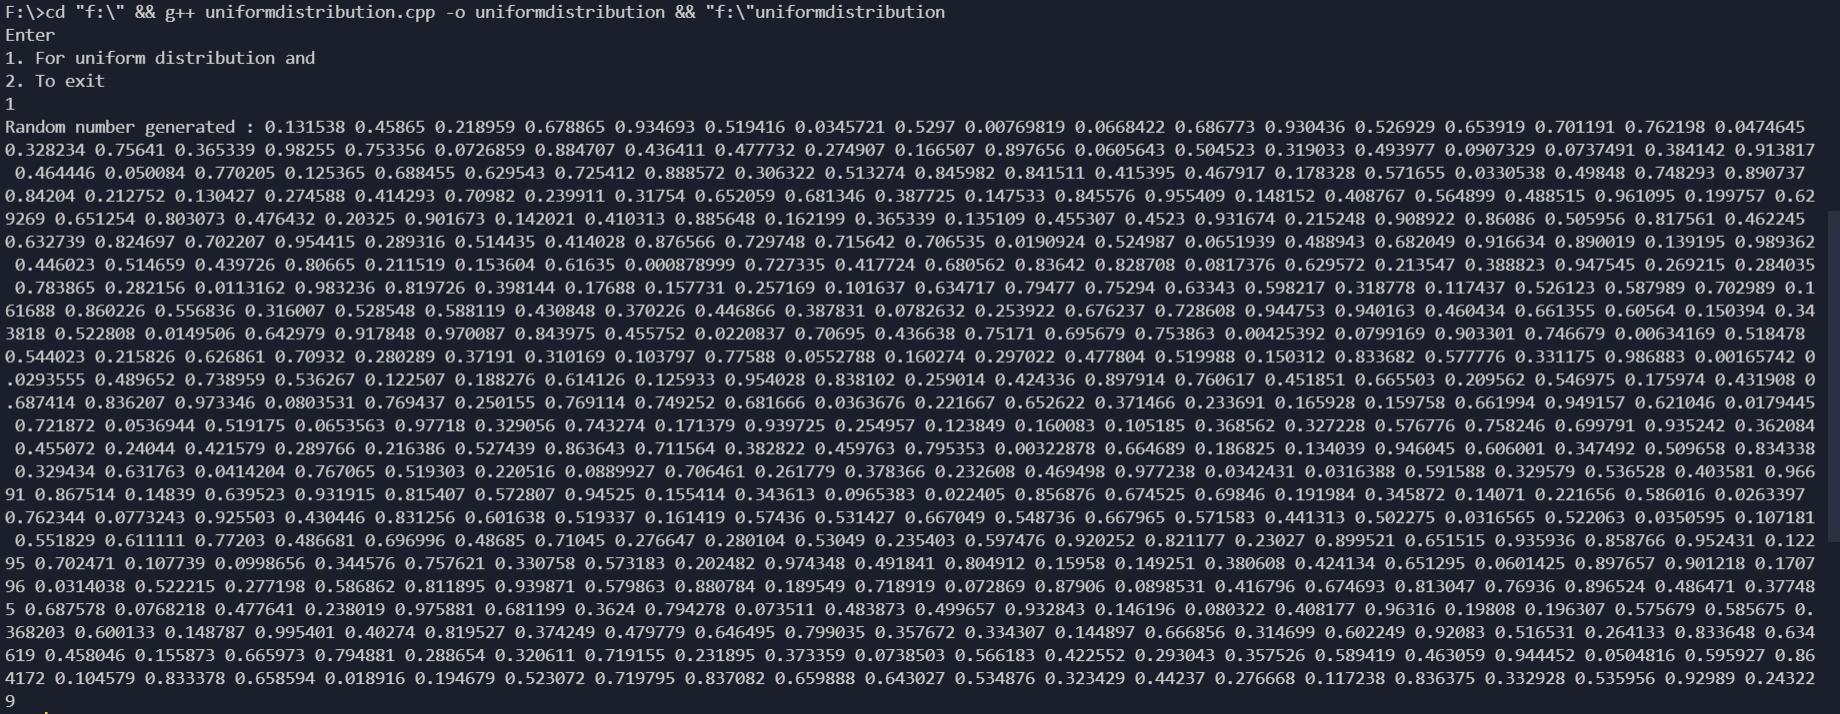 F:\>cd "f:\" && g++ uniformdistribution.cpp -o uniformdistribution && "f:\"uniformdistribution
Enter
1. For uniform distribution and
2. To exit
1
Random number generated : 0.131538 0.45865 0.218959 0.678865 0.934693 0.519416 0.0345721 0.5297 0.00769819 0.0668422 0.686773 0.930436 0.526929 0.653919 0.701191 0.762198 0.0474645
0.328234 0.75641 0.365339 0.98255 0.753356 0.0726859 0.884707 0.436411 0.477732 0.274907 0.166507 0.897656 0.0605643 0.504523 0.319033 0.493977 0.0907329 0.0737491 0.384142 0.913817
0.464446 0.050084 0.770205 0.125365 0.688455 0.629543 0.725412 0.888572 0.306322 0.513274 0.845982 0.841511 0.415395 0.467917 0.178328 0.571655 0.0330538 0.49848 0.748293 0.890737
0.84204 0.212752 0.130427 0.274588 0.414293 0.70982 0.239911 0.31754 0.652059 0.681346 0.387725 0.147533 0.845576 0.955409 0.148152 0.408767 0.564899 0.488515 0.961095 0.199757 0.62
9269 0.651254 0.803073 0.476432 0.20325 0.901673 0.142021 0.410313 0.885648 0.162199 0.365339 0.135109 0.455307 0.4523 0.931674 0.215248 0.908922 0.86086 0.505956 0.817561 0.462245
0.632739 0.824697 0.702207 0.954415 0.289316 0.514435 0.414028 0.876566 0.729748 0.715642 0.706535 0.0190924 0.524987 0.0651939 0.488943 0.682049 0.916634 0.890019 0.139195 0.989362
0.446023 0.514659 0.439726 0.80665 0.211519 0.153604 0.61635 0.000878999 0.727335 0.417724 0.680562 0.83642 0.828708 0.0817376 0.629572 0.213547 0.388823 0.947545 0.269215 0.284035
0.783865 0.282156 0.0113162 0.983236 0.819726 0.398144 0.17688 0.157731 0.257169 0.101637 0.634717 0.79477 0.75294 0.63343 0.598217 0.318778 0.117437 0.526123 0.587989 0.702989 0.1
61688 0.860226 0.556836 0.316007 0.528548 0.588119 0.430848 0.370226 0.446866 0.387831 0.0782632 0.253922 0.676237 0.728608 0.944753 0.940163 0.460434 0.661355 0.60564 0.150394 0.34
3818 0.522808 0.0149506 0.642979 0.917848 0.970087 0.843975 0.455752 0.0220837 0.70695 0.436638 0.75171 0.695679 0.753863 0.00425392 0.0799169 0.903301 0.746679 0.00634169 0.518478
0.544023 0.215826 0.626861 0.70932 0.280289 0.37191 0.310169 0.103797 0.77588 0.0552788 0.160274 0.297022 0.477804 0.519988 0.150312 0.833682 0.577776 0.331175 0.986883 0.00165742 0
.0293555 0.489652 0.738959 0.536267 0.122507 0.188276 0.614126 0.125933 0.954028 0.838102 0.259014 0.424336 0.897914 0.760617 0.451851 0.665503 0.209562 0.546975 0.175974 0.431908 0
.687414 0.836207 0.973346 0.0803531 0.769437 0.250155 0.769114 0.749252 0.681666 0.0363676 0.221667 0.652622 0.371466 0.233691 0.165928 0.159758 0.661994 0.949157 0.621046 0.0179445
0.721872 0.0536944 0.519175 0.0653563 0.97718 0.329056 0.743274 0.171379 0.939725 0.254957 0.123849 0.160083 0.105185 0.368562 0.327228 0.576776 0.758246 0.699791 0.935242 0.362084
0.455072 0.24044 0.421579 0.289766 0.216386 0.527439 0.863643 0.711564 0.382822 0.459763 0.795353 0.00322878 0.664689 0.186825 0.134039 0.946045 0.606001 0.347492 0.509658 0.834338
0.329434 0.631763 0.0414204 0.767065 0.519303 0.220516 0.0889927 0.706461 0.261779 0.378366 0.232608 0.469498 0.977238 0.0342431 0.0316388 0.591588 0.329579 0.536528 0.403581 0.966
91 0.867514 0.14839 0.639523 0.931915 0.815407 0.572807 0.94525 0.155414 0.343613 0.0965383 0.022405 0.856876 0.674525 0.69846 0.191984 0.345872 0.14071 0.221656 0.586016 0.0263397
0.762344 0.0773243 0.925503 0.430446 0.831256 0.601638 0.519337 0.161419 0.57436 0.531427 0.667049 0.548736 0.667965 0.571583 0.441313 0.502275 0.0316565 0.522063 0.0350595 0.107181
0.551829 0.611111 0.77203 0.486681 0.696996 0.48685 0.71045 0.276647 0.280104 0.53049 0.235403 0.597476 0.920252 0.821177 0.23027 0.899521 0.651515 0.935936 0.858766 0.952431 0.122
95 0.702471 0.107739 0.0998656 0.344576 0.757621 0.330758 0.573183 0.202482 0.974348 0.491841 0.804912 0.15958 0.149251 0.380608 0.424134 0.651295 0.0601425 0.897657 0.901218 0.1707
96 0.0314038 0.522215 0.277198 0.586862 0.811895 0.939871 0.579863 0.880784 0.189549 0.718919 0.072869 0.87906 0.0898531 0.416796 0.674693 0.813047 0.76936 0.896524 0.486471 0.37748
5 0.687578 0.0768218 0.477641 0.238019 0.975881 0.681199 0.3624 0.794278 0.073511 0.483873 0.499657 0.932843 0.146196 0.080322 0.408177 0.96316 0.19808 0.196307 0.575679 0.585675 0.
368203 0.600133 0.148787 0.995401 0.40274 0.819527 0.374249 0.479779 0.646495 0.799035 0.357672 0.334307 0.144897 0.666856 0.314699 0.602249 0.92083 0.516531 0.264133 0.833648 0.634
619 0.458046 0.155873 0.665973 0.794881 0.288654 0.320611 0.719155 0.231895 0.373359 0.0738503 0.566183 0.422552 0.293043 0.357526 0.589419 0.463059 0.944452 0.0504816 0.595927 0.86
4172 0.104579 0.833378 0.658594 0.018916 0.194679 0.523072 0.719795 0.837082 0.659888 0.643027 0.534876 0.323429 0.44237 0.276668 0.117238 0.836375 0.332928 0.535956 0.92989 0.24322
9